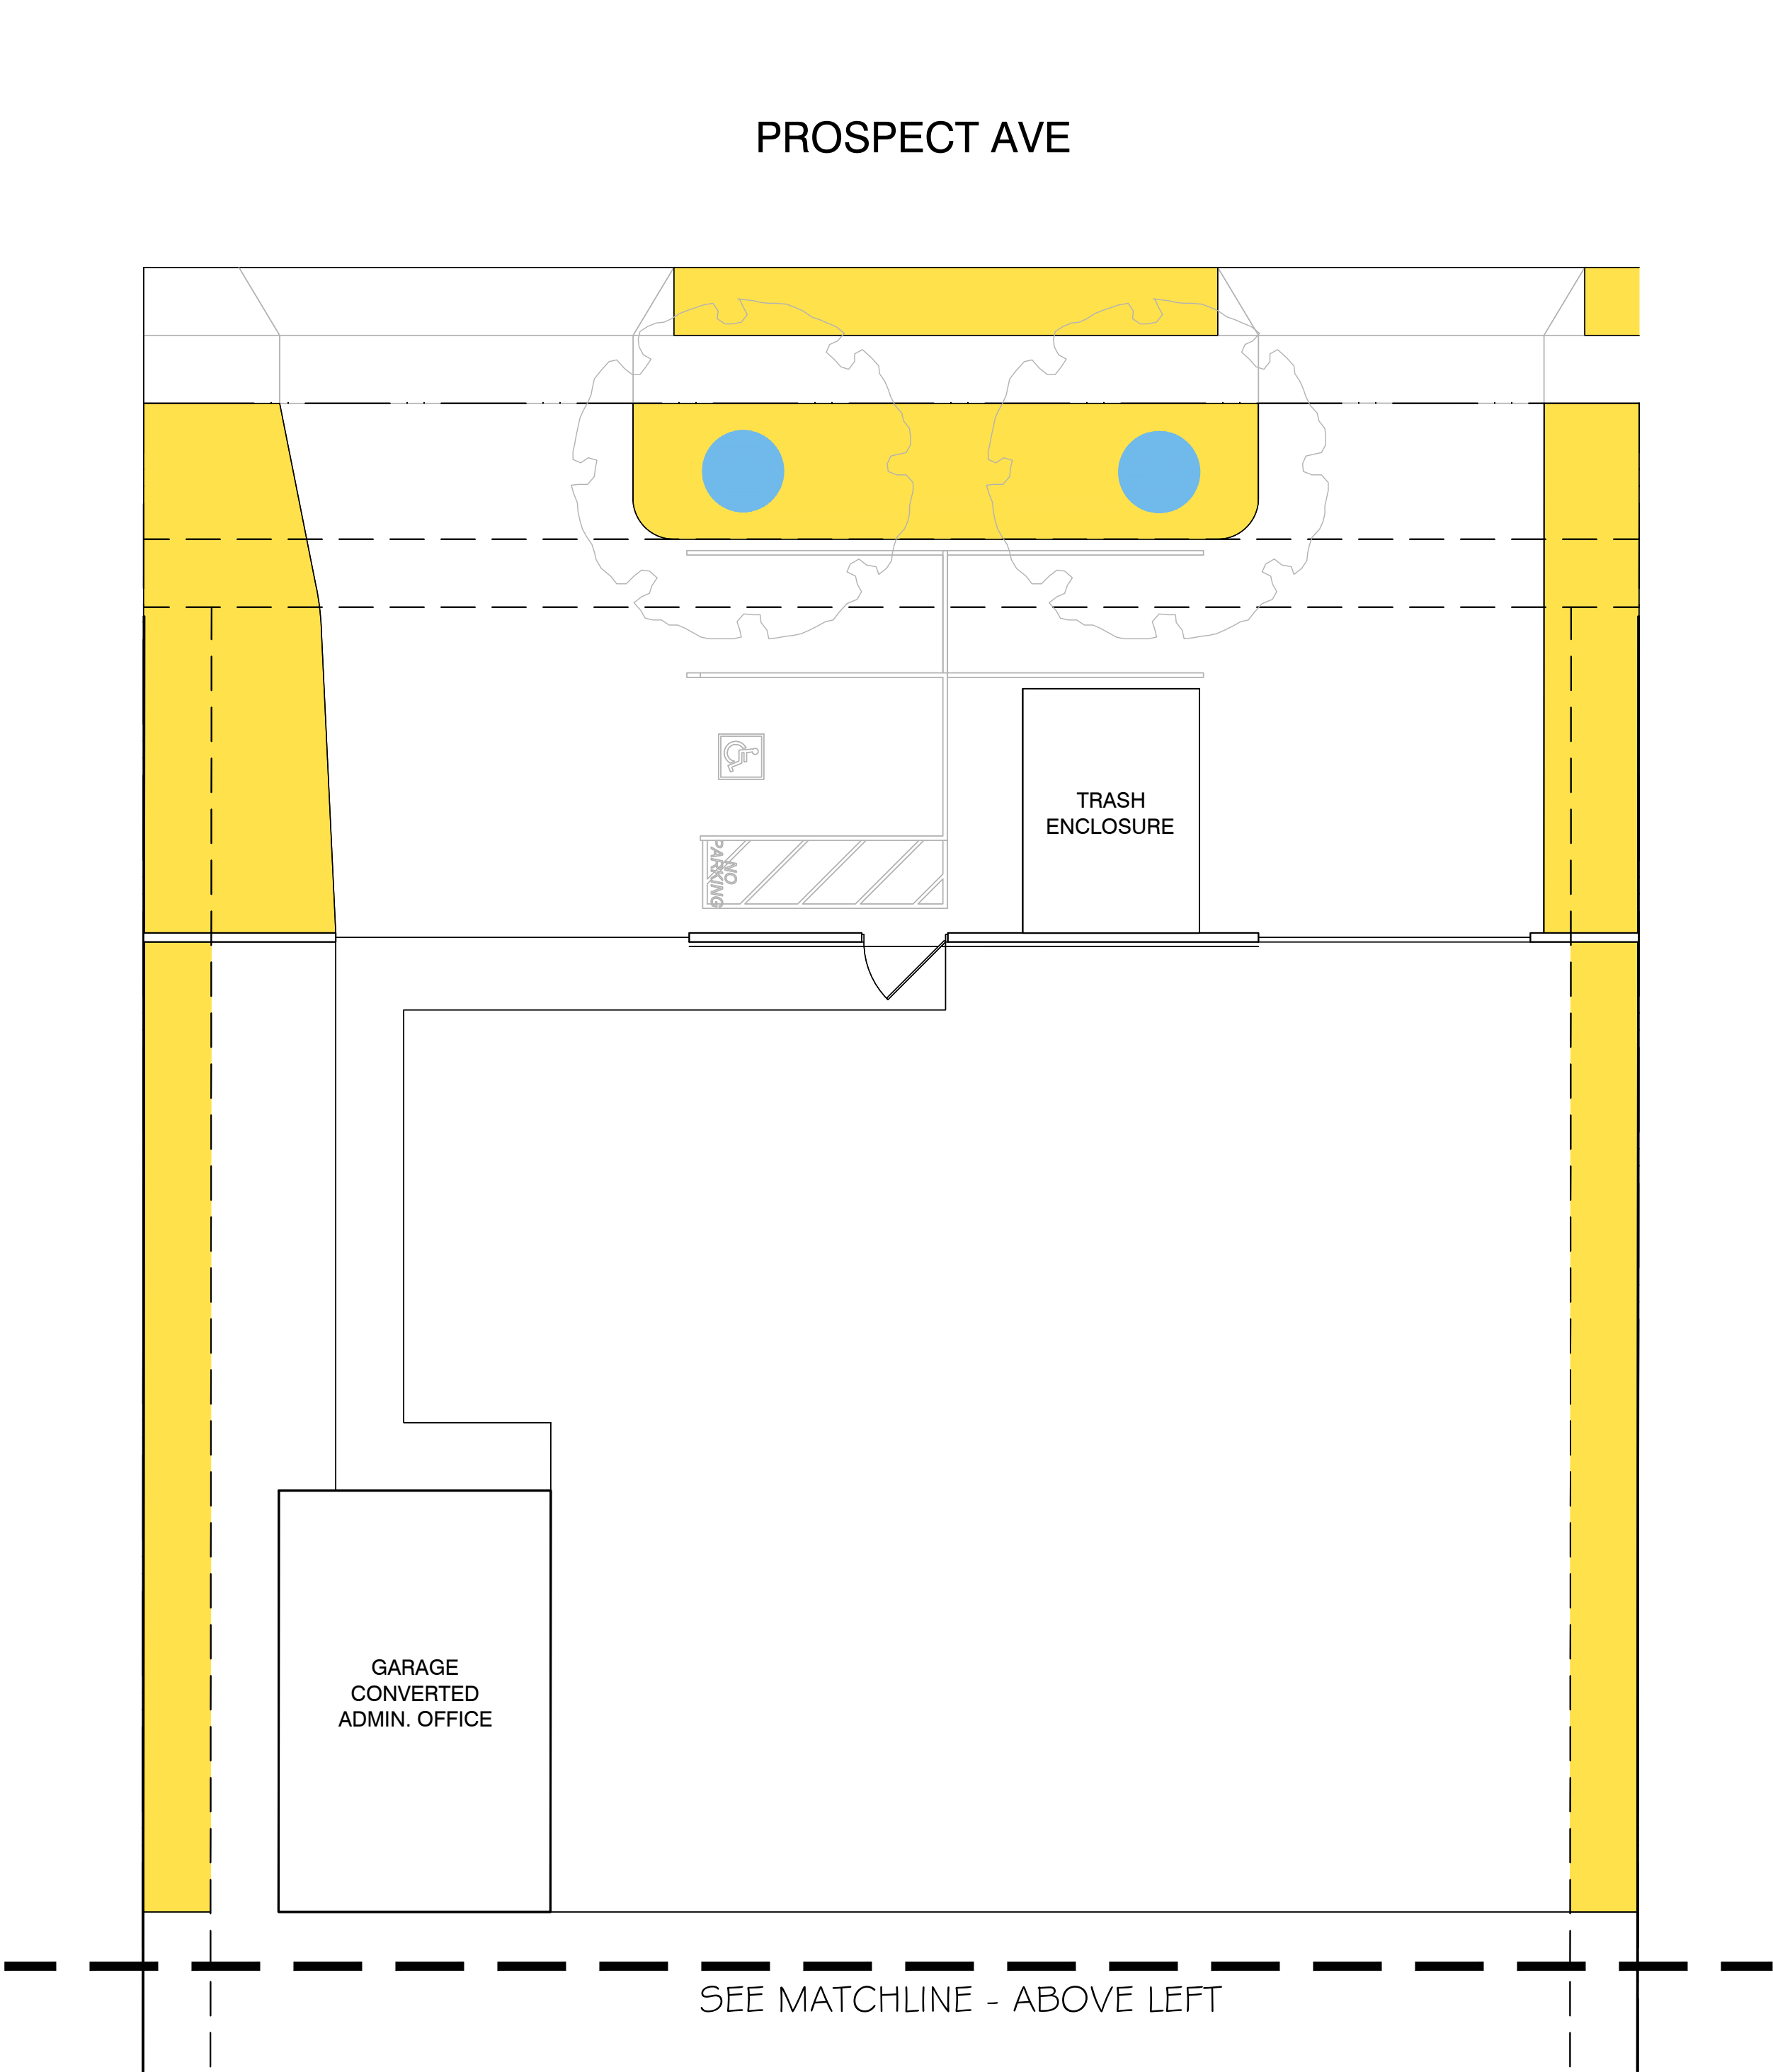 PROSPECT AVE
TRASH
ENCLOSURE
NO
PARKING
GARAGE
CONVERTED
ADMIN. OFFICE
SEE MATCHLINE - ABOVE LEFT